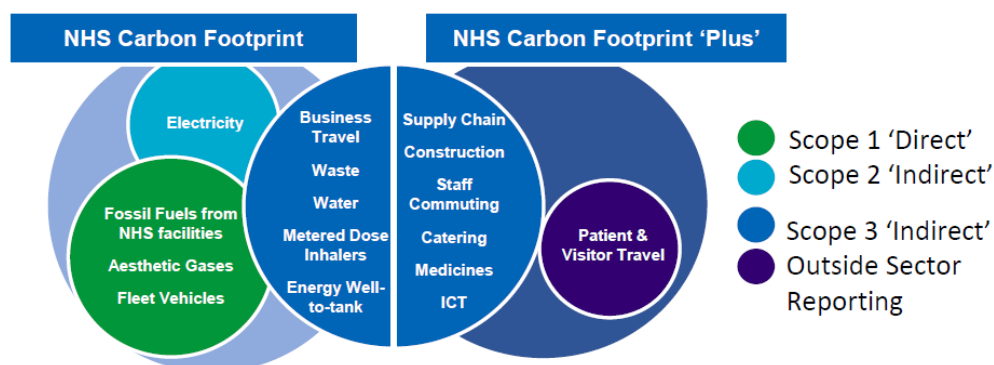 NHS Carbon Footprint
NHS Carbon Footprint ‘Plus’
Electricity
Fossil Fuels from
NHS facilities
Aesthetic Gases
Fleet Vehicles
Business
Travel
Waste
Water
Metered Dose
Inhalers
Energy Well-
to-tank
Supply Chain
Construction
Staff
Commuting
Catering
Medicines
ICT
Patient &
Visitor Travel
Scope 1 ‘Direct’
Scope 2 ‘Indirect’
Scope 3 ‘Indirect’
Outside Sector
Reporting